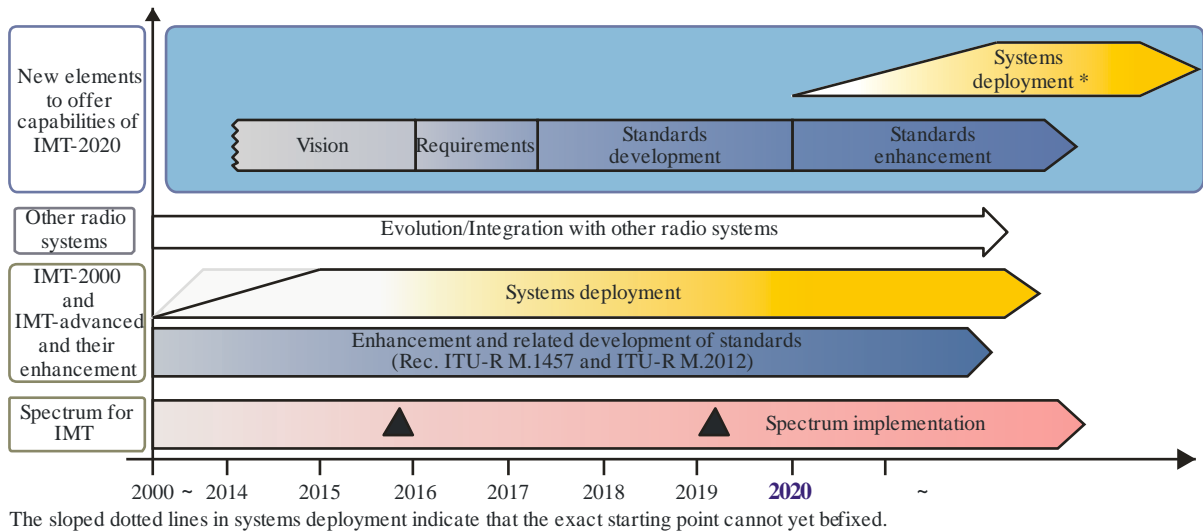 New elements
to offer
capabilities of
IMT-2020
Systems
deployment *
Vision
Requirements
Standards
development
Standards
enhancement
Other radio
systems
Evolution/Integration with other radio systems
IMT-2000
and
IMT-advanced
and their
enhancement
Systems deployment
Enhancement and related development of standards
(Rec. ITU-R M.1457 and ITU-R M.2012)
Spectrum for
IMT
Spectrum implementation
2000 ~ 2014 2015 2016 2017 2018 2019 2020 ~
The sloped dotted lines in systems deployment indicate that the exact starting point cannot yet befixed.